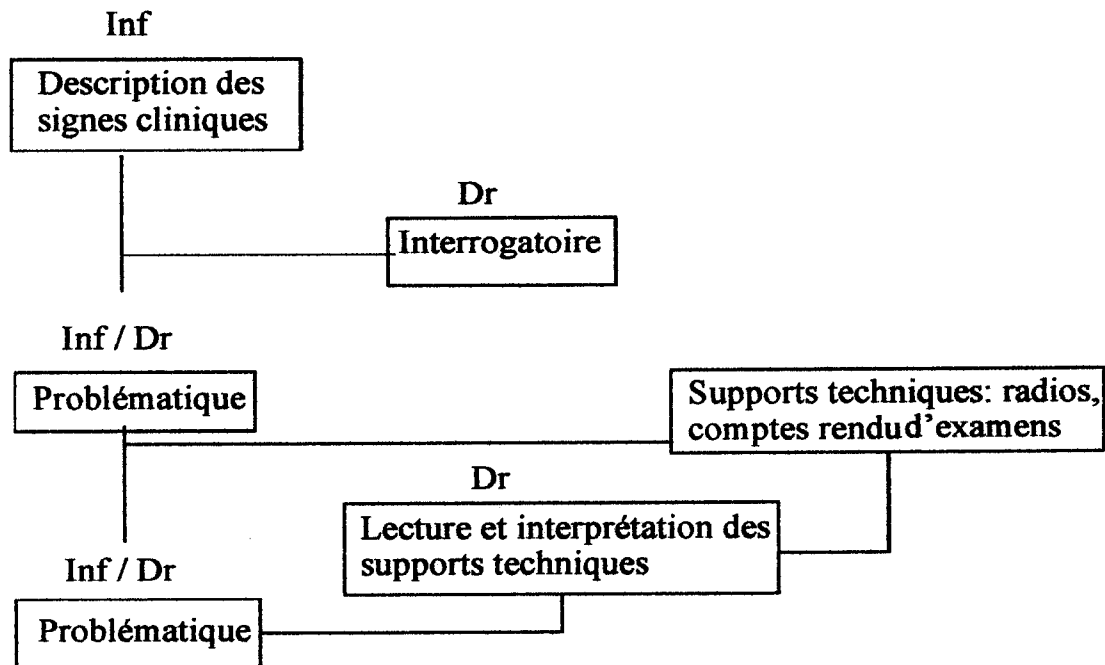 Inf
Description des
signes cliniques
Dr
Interrogatoire
Inf / Dr
Problématique
Supports techniques: radios,
comptes rendud'examens
Dr
Lecture et interprétation des
supports techniques
Inf / Dr
Problématique